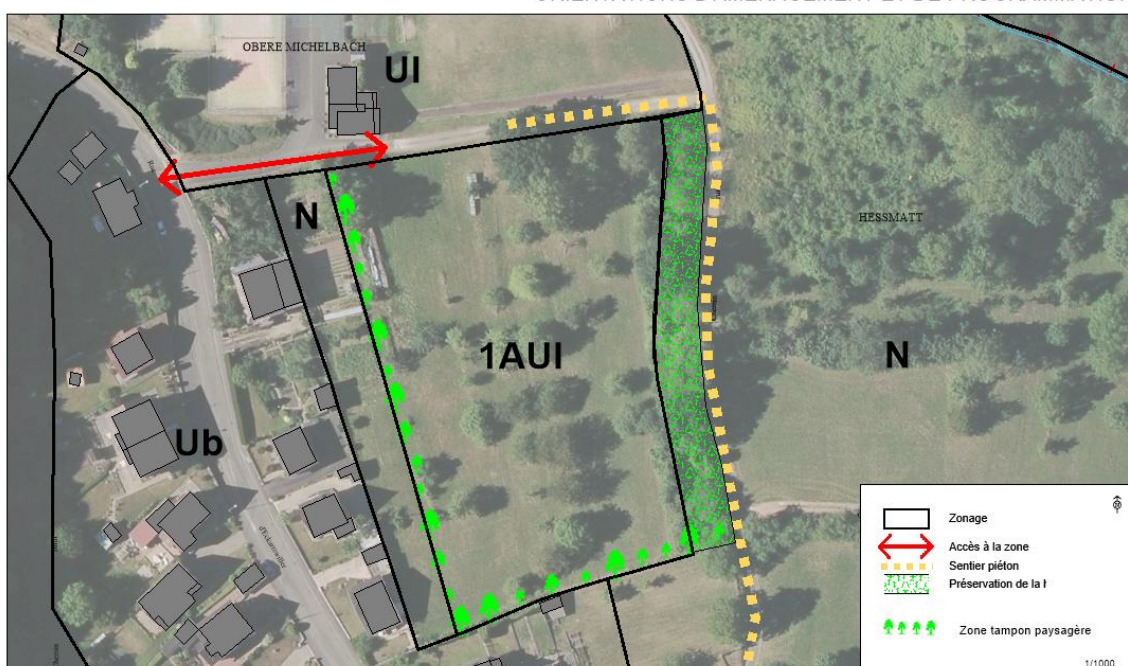 OBERE MICHELBACH
UI
N
HESSMATT
1AUI
N
Ub
d'Eckartswiller
Zonage
Accès à la zone
Sentier piéton
Préservation de la
Zone tampon paysagère
1/1000